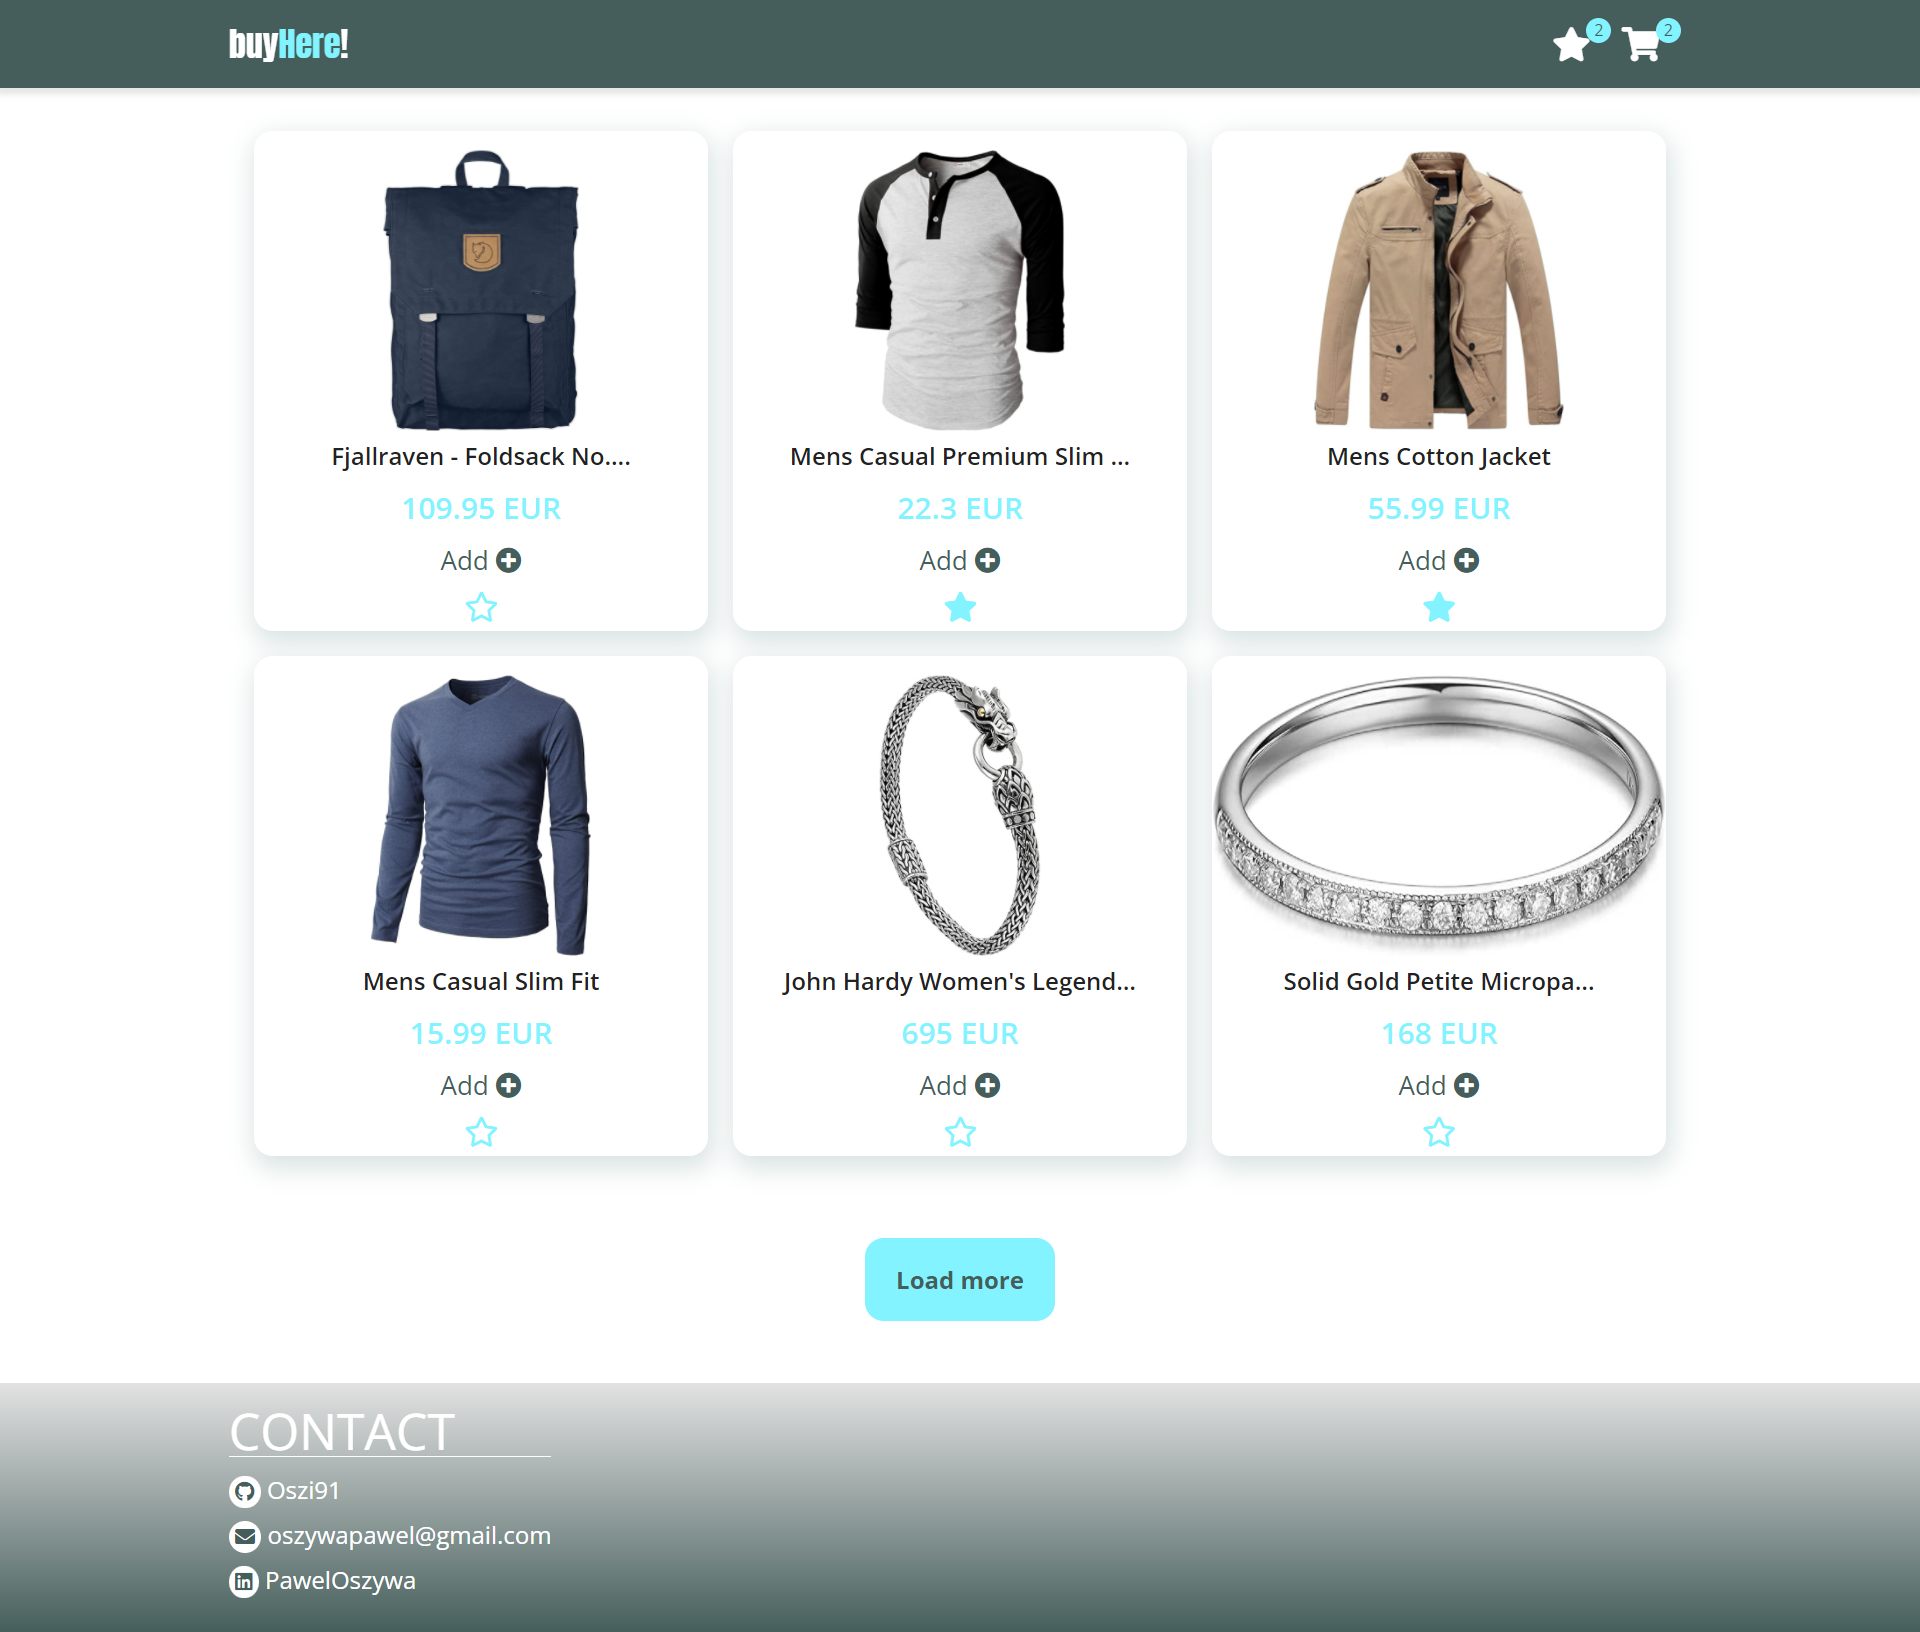 buyHere!
2
2
Fjallraven - Foldsack No....
109.95 EUR
Add
Mens Casual Premium Slim ...
22.3 EUR
Add
Mens Cotton Jacket
55.99 EUR
Add
Mens Casual Slim Fit
15.99 EUR
Add
John Hardy Women's Legend...
695 EUR
Add
Solid Gold Petite Micropa...
168 EUR
Add
Load more
CONTACT
Oszi91
oszywapawel@gmail.com
PawelOszywa